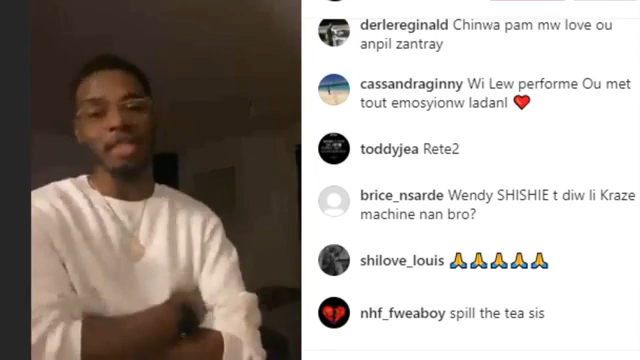 derlereginald Chinwa pam mw love ou
anpil zantray
cassandraginny Wi Lew performe Ou met
tout emosyionw ladanl ❤️
toddyjea Rete2
brice_nsarde Wendy SHISHIE t diw li Kraze
machine nan bro?
shilove_louis 🙏🙏🙏🙏🙏
nhf_fweaboy spill the tea sis